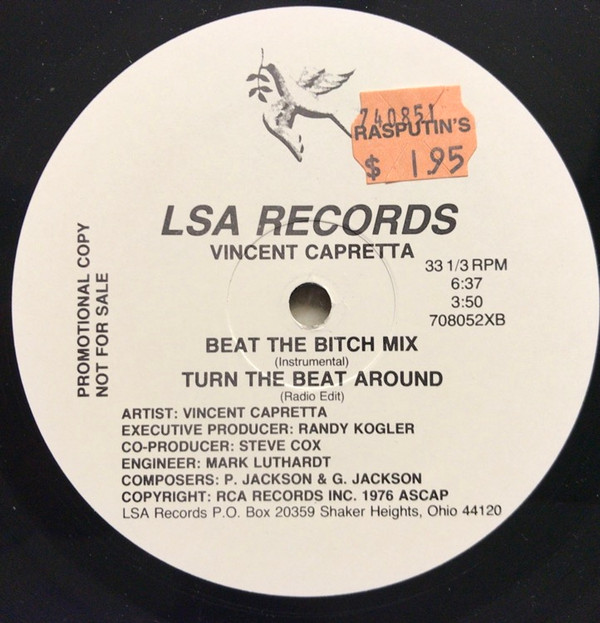 740851
RASPUTIN'S
$ 1.95
LSA RECORDS
VINCENT CAPRETTA
33 1/3 RPM
6:37
3:50
708052XB
PROMOTIONAL COPY
NOT FOR SALE
BEAT THE BITCH MIX
(Instrumental)
TURN THE BEAT AROUND
(Radio Edit)
ARTIST: VINCENT CAPRETTA
EXECUTIVE PRODUCER: RANDY KOGLER
CO-PRODUCER: STEVE COX
ENGINEER: MARK LUTHARDT
COMPOSERS: P. JACKSON & G. JACKSON
COPYRIGHT: RCA RECORDS INC. 1976 ASCAP
LSA Records P.O. Box 20359 Shaker Heights, Ohio 44120